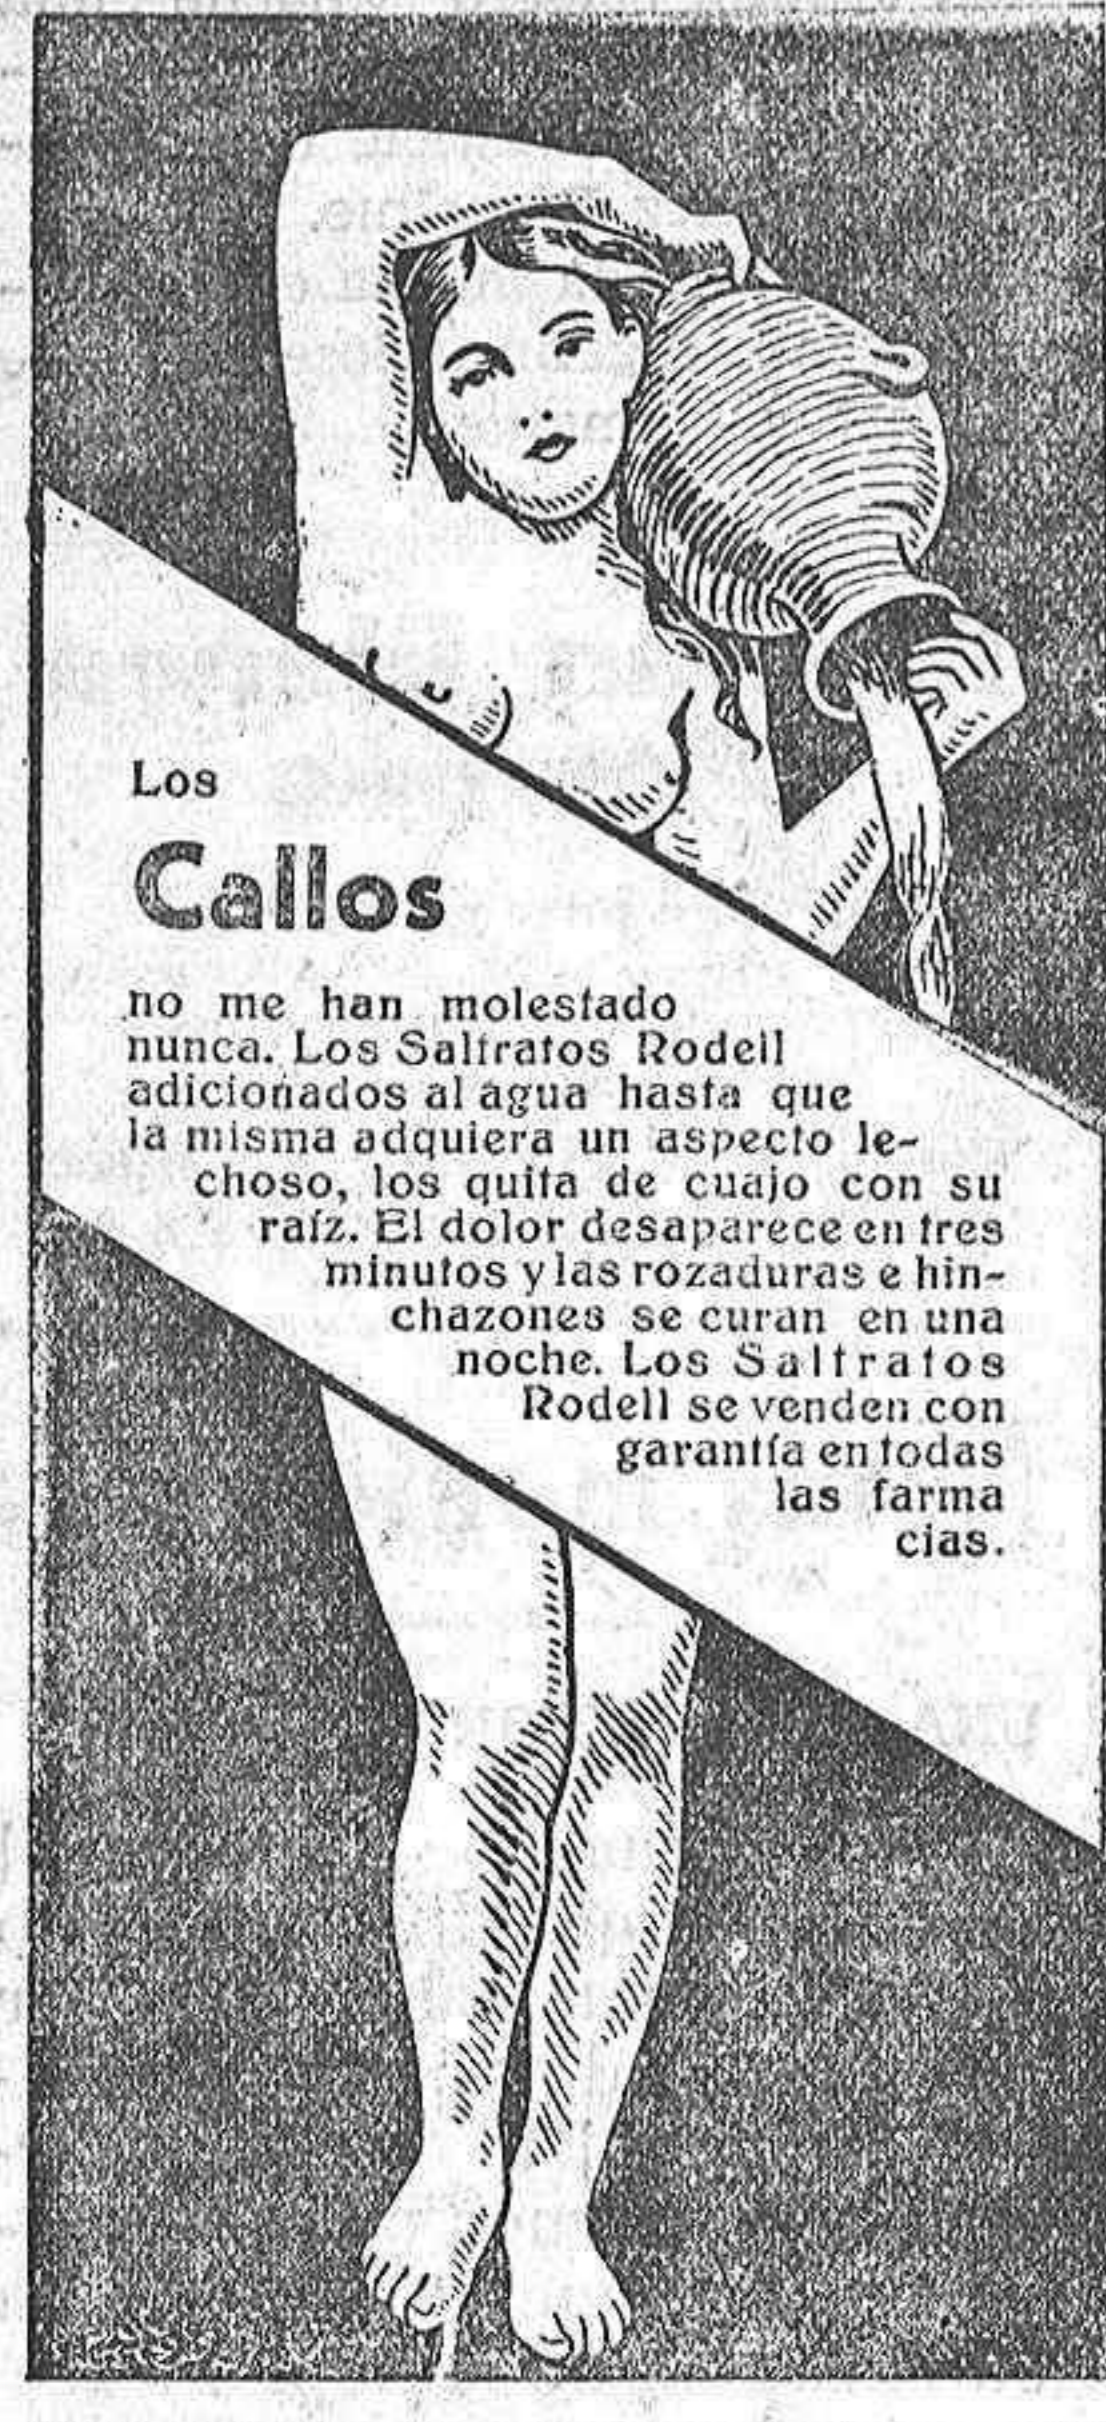 Los
Callos
no me han molestado
nunca. Los Saltratos Rodell
adicionados al agua hasta que
la misma adquiera un aspecto le-
choso, los quita de cuajo con su
raíz. El dolor desaparece en tres
minutos y las rozaduras e hin-
chazones se curan en una
noche. Los Saltratos
Rodell se venden con
garantía en todas
las farma
cias.